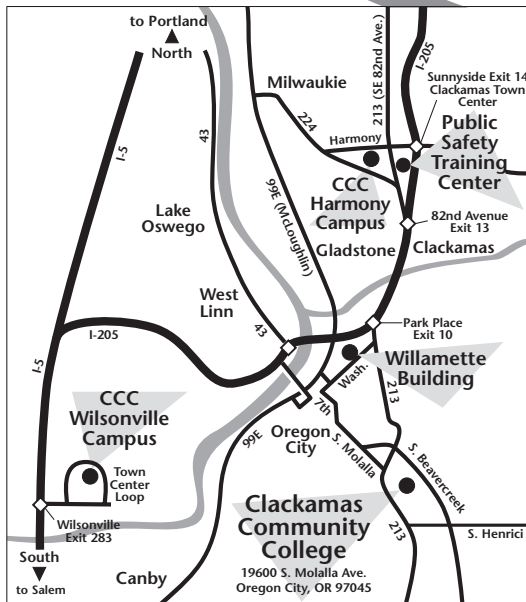 to Portland
North
I-205
213 (SE 82nd Ave.)
Sunnyside Exit 14
Clackamas Town
Center
Milwaukie
224
Harmony
Public
Safety
Training
Center
I-5
43
99E (McLoughlin)
CCC
Harmony
Campus
Lake
Oswego
82nd Avenue
Exit 13
Gladstone
Clackamas
West
Linn
43
I-205
Park Place
Exit 10
I-5
Wash.
Willamette
Building
CCC
Wilsonville
Campus
7th
213
99E
Oregon
City
S. Molalla
S. Beavercreek
Town
Center
Loop
Clackamas
Community
College
19600 S. Molalla Ave.
Oregon City, OR 97045
213
S. Henrici
Wilsonville
Exit 283
South
to Salem
Canby